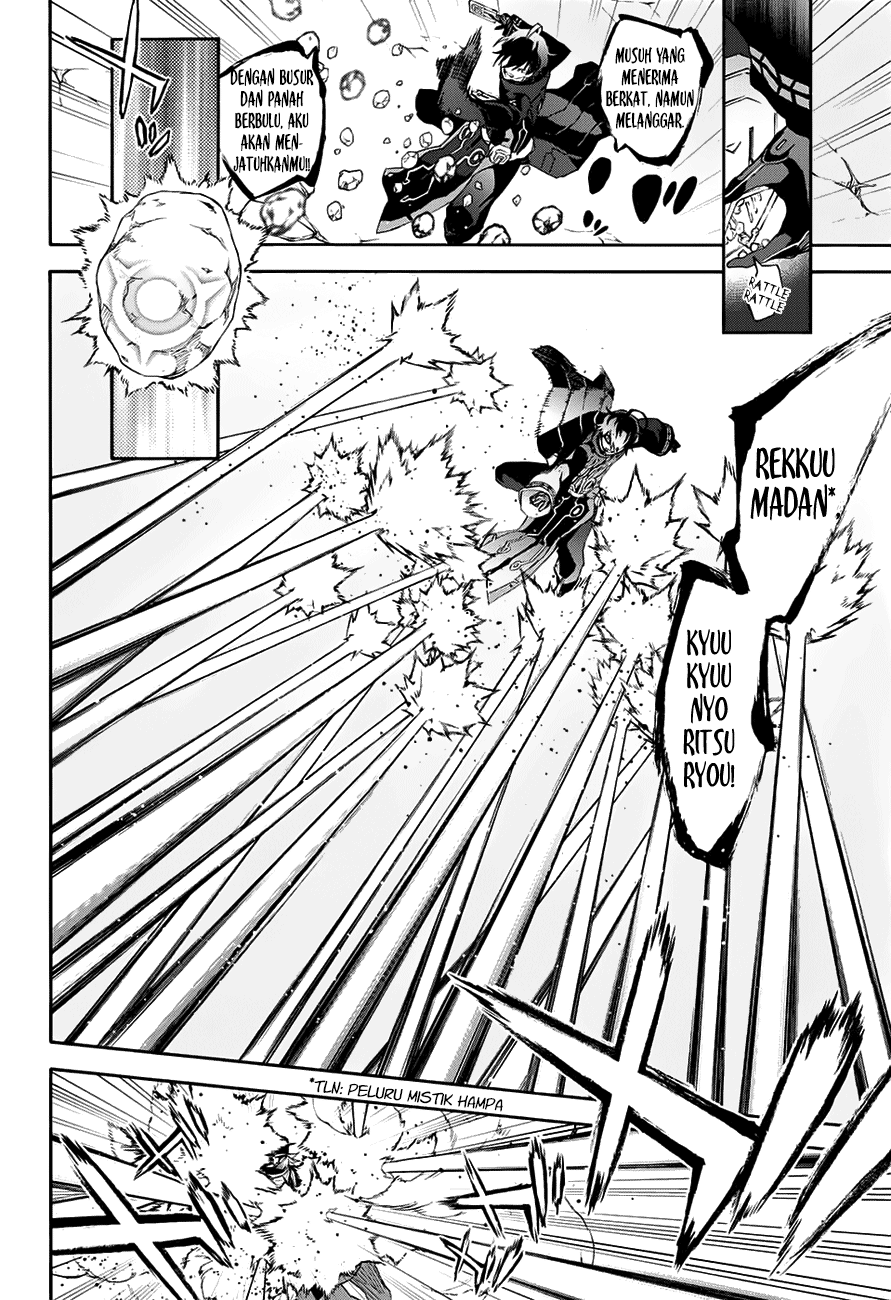 RATTLE
RATTLE
MUSUH YANG
MENERIMA
BERKAT, NAMUN
MELANGGAR.
DENGAN BUSUR
DAN PANAH
BERBULU, AKU
AKAN MEN-
JATUHKANMU!!
REKKUU
MADAN*
KYUU
KYUU
NYO
RITSU
RYOU!
*TLN: PELURU MISTIK HAMPA